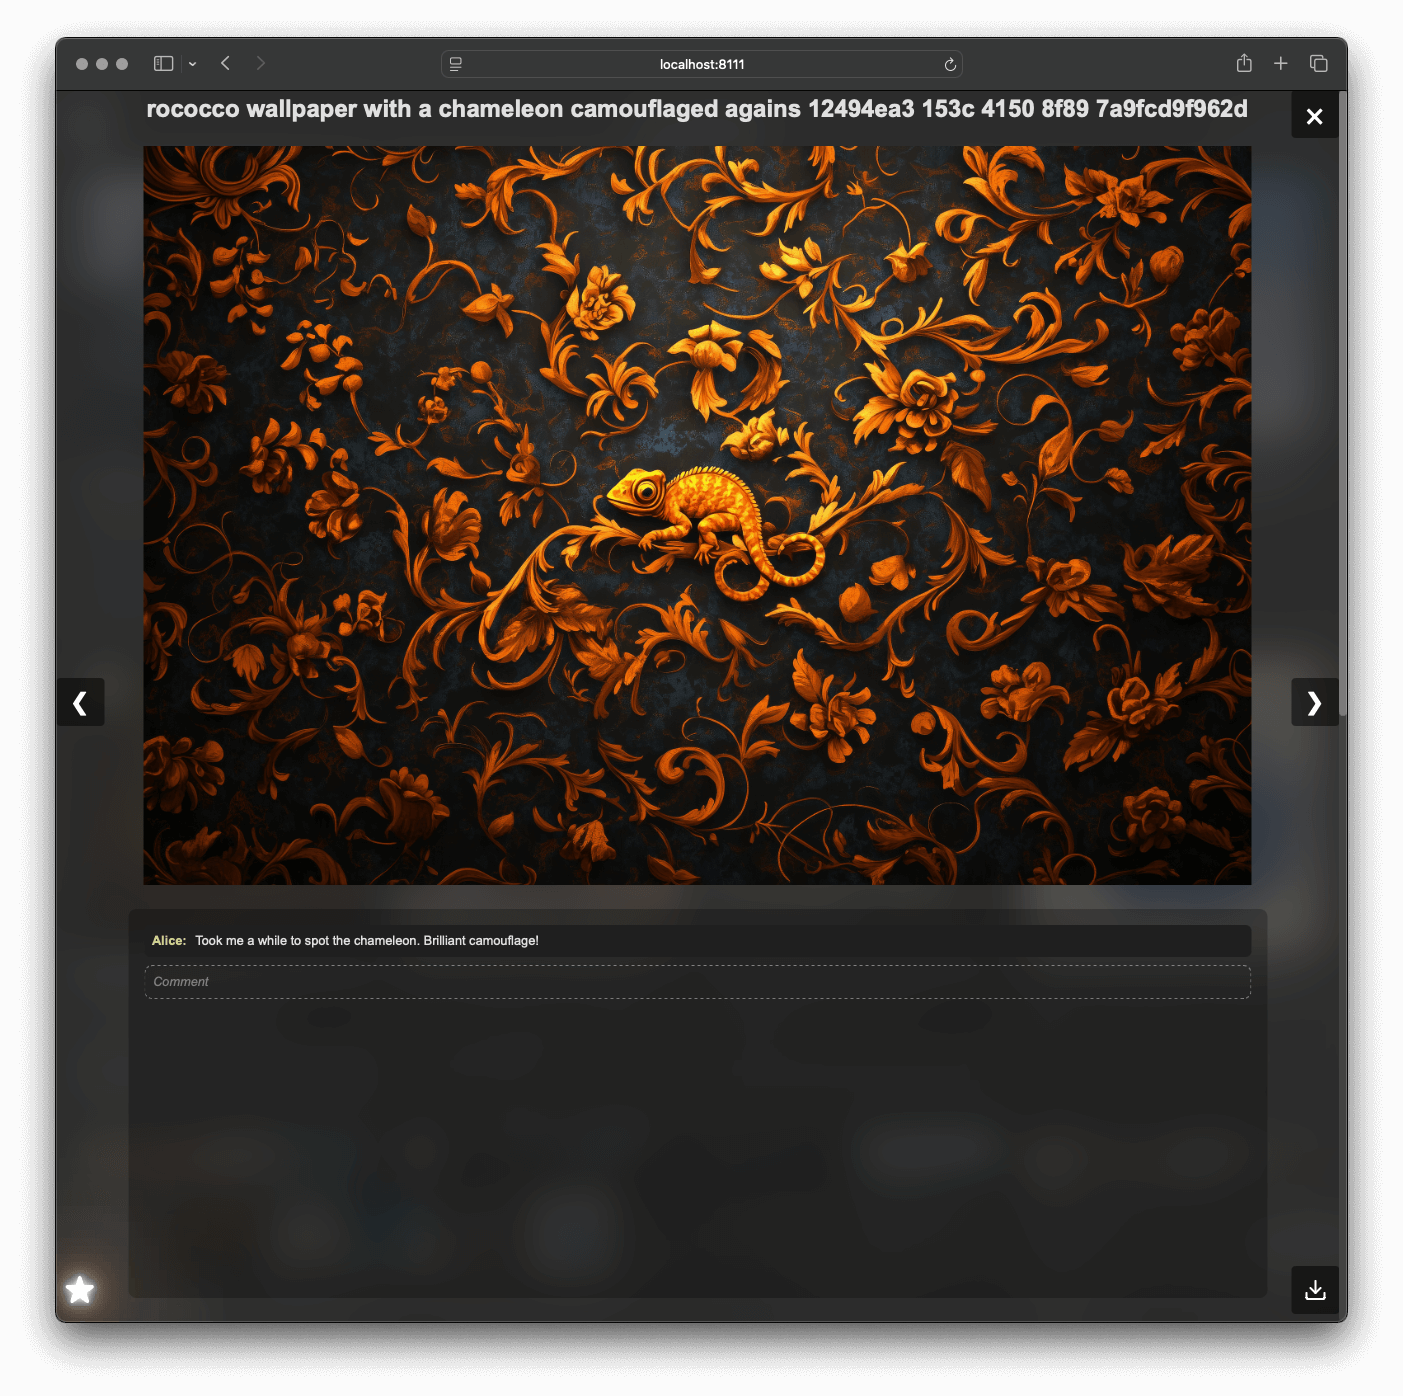 localhost:8111
rococco wallpaper with a chameleon camouflaged agains 12494ea3 153c 4150 8f89 7a9fcd9f962d
Alice: Took me a while to spot the chameleon. Brilliant camouflage!
Comment